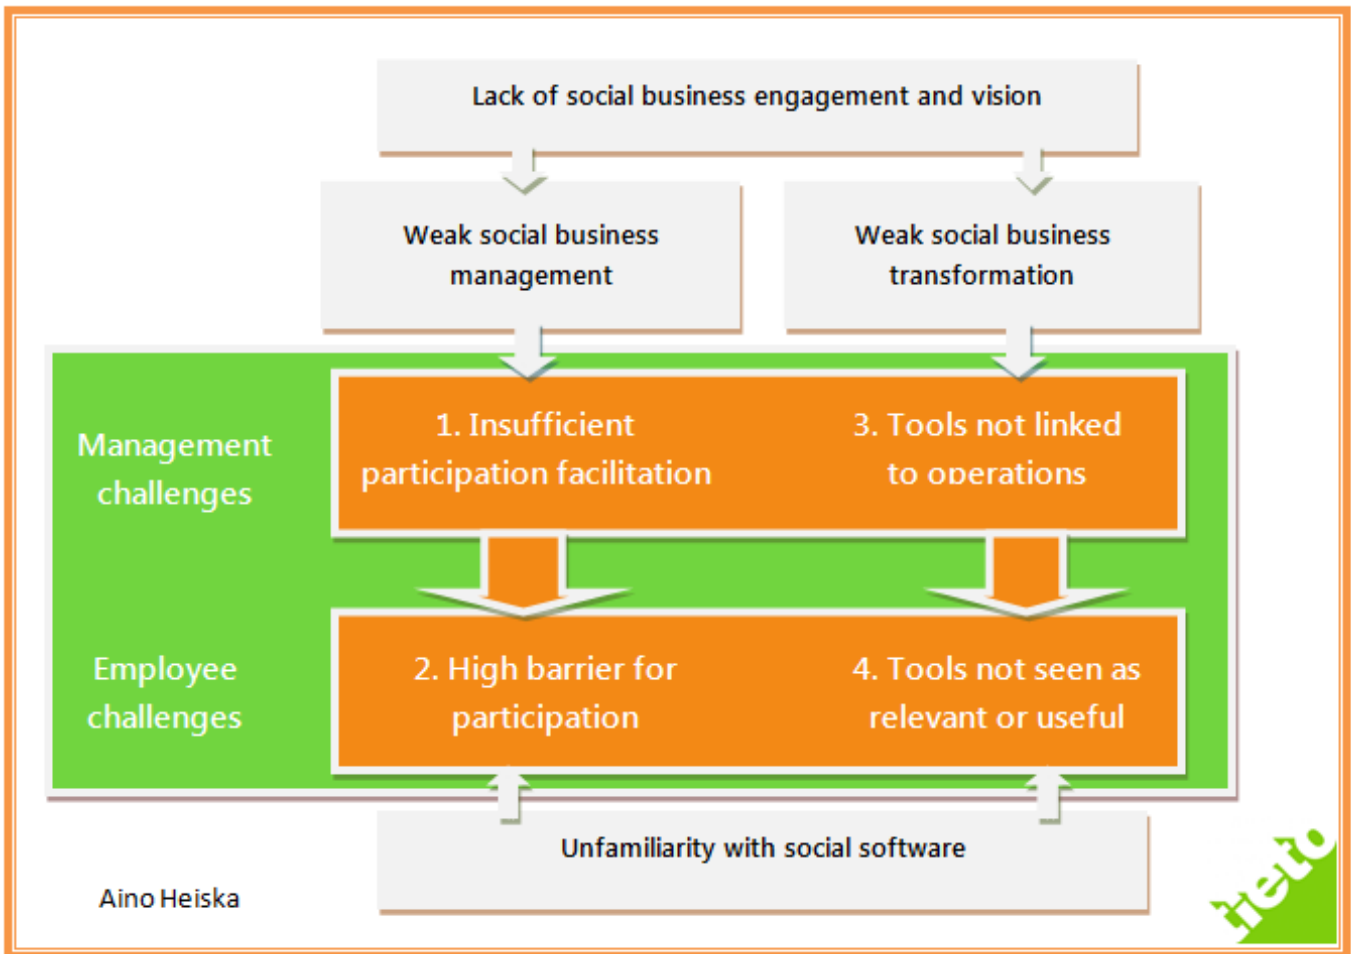 Lack of social business engagement and vision
Weak social business
management
Weak social business
transformation
Management
challenges
1. Insufficient
participation facilitation
3. Tools not linked
to operations
Employee
challenges
2. High barrier for
participation
4. Tools not seen as
relevant or useful
Unfamiliarity with social software
Aino Heiska
tieto